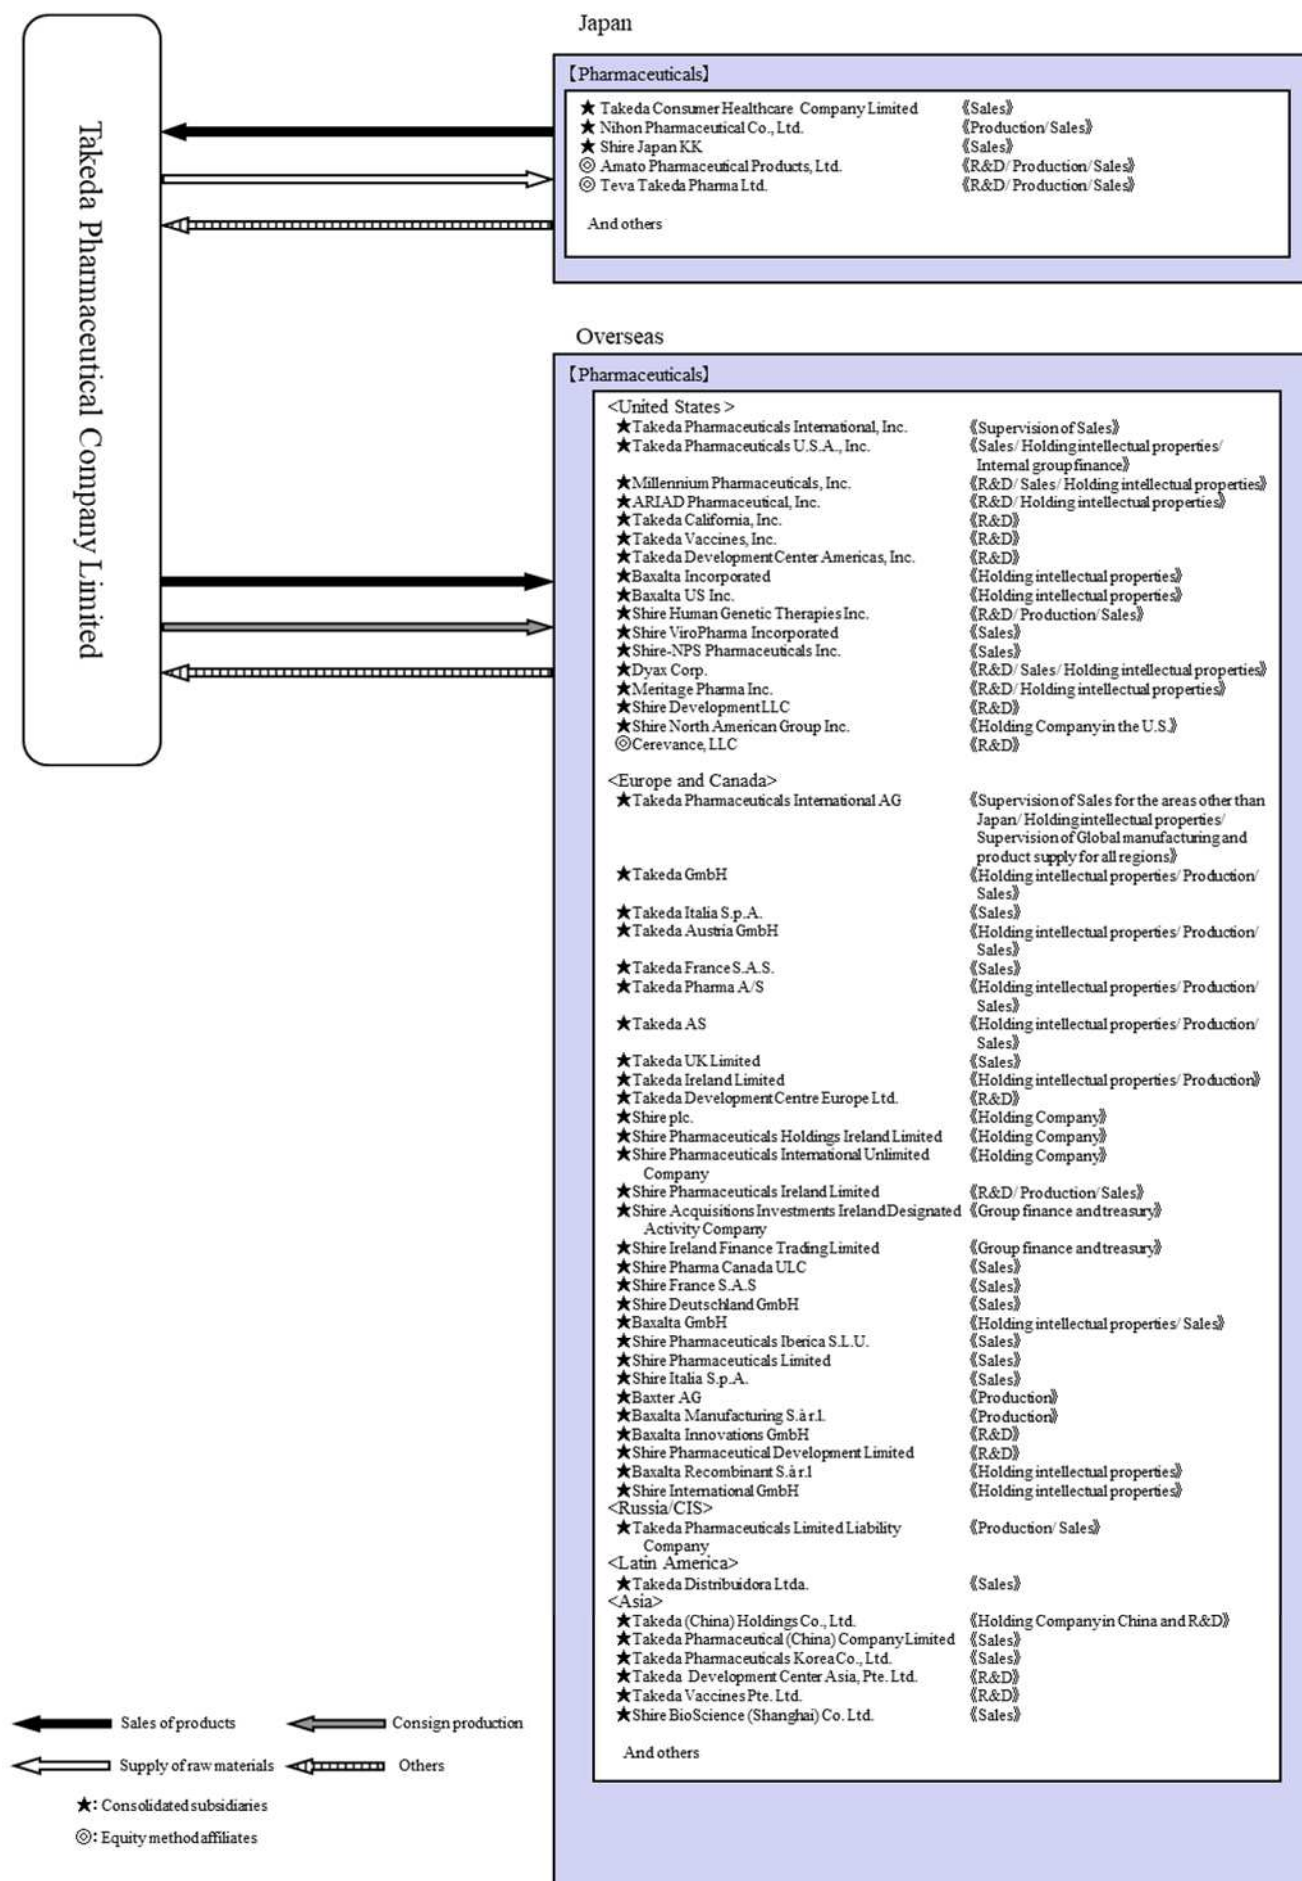 Takeda Pharmaceutical Company Limited
Japan
【Pharmaceuticals】
★ Takeda Consumer Healthcare Company Limited 《Sales》
★ Nihon Pharmaceutical Co., Ltd. 《Production/Sales》
★ Shire Japan KK 《Sales》
◎ Amato Pharmaceutical Products, Ltd. 《R&D/Production/Sales》
◎ Teva Takeda Pharma Ltd. 《R&D/Production/Sales》
And others
Overseas
【Pharmaceuticals】
<United States >
★Takeda Pharmaceuticals International, Inc. 《Supervision of Sales》
★Takeda Pharmaceuticals U.S.A., Inc. 《Sales/Holding intellectual properties/
Internal group finance》
★Millennium Pharmaceuticals, Inc. 《R&D/Sales/Holding intellectual properties》
★ARIAD Pharmaceutical, Inc. 《R&D/Holding intellectual properties》
★Takeda California, Inc. 《R&D》
★Takeda Vaccines, Inc. 《R&D》
★Takeda Development Center Americas, Inc. 《R&D》
★Baxalta Incorporated 《Holding intellectual properties》
★Baxalta US Inc. 《Holding intellectual properties》
★Shire Human Genetic Therapies Inc. 《R&D/Production/Sales》
★Shire ViroPharma Incorporated 《Sales》
★Shire-NPS Pharmaceuticals Inc. 《Sales》
★Dyax Corp. 《R&D/Sales/Holding intellectual properties》
★Meritage Pharma Inc. 《R&D/Holding intellectual properties》
★Shire Development LLC 《R&D》
★Shire North American Group Inc. 《Holding Company in the U.S.》
◎Cerevance, LLC 《R&D》
<Europe and Canada>
★Takeda Pharmaceuticals International AG 《Supervision of Sales for the areas other than
Japan/Holding intellectual properties/
Supervision of Global manufacturing and
product supply for all regions》
★Takeda GmbH 《Holding intellectual properties/Production/
Sales》
★Takeda Italia S.p.A. 《Sales》
★Takeda Austria GmbH 《Holding intellectual properties/Production/
Sales》
★Takeda France S.A.S. 《Sales》
★Takeda Pharma A/S 《Holding intellectual properties/Production/
Sales》
★Takeda AS 《Holding intellectual properties/Production/
Sales》
★Takeda UK Limited 《Sales》
★Takeda Ireland Limited 《Holding intellectual properties/Production》
★Takeda Development Centre Europe Ltd. 《R&D》
★Shire plc. 《Holding Company》
★Shire Pharmaceuticals Holdings Ireland Limited 《Holding Company》
★Shire Pharmaceuticals International Unlimited 《Holding Company》
Company
★Shire Pharmaceuticals Ireland Limited 《R&D/Production/Sales》
★Shire Acquisitions Investments Ireland Designated 《Group finance and treasury》
Activity Company
★Shire Ireland Finance Trading Limited 《Group finance and treasury》
★Shire Pharma Canada ULC 《Sales》
★Shire France S.A.S 《Sales》
★Shire Deutschland GmbH 《Sales》
★Baxalta GmbH 《Holding intellectual properties/Sales》
★Shire Pharmaceuticals Iberica S.L.U. 《Sales》
★Shire Pharmaceuticals Limited 《Sales》
★Shire Italia S.p.A. 《Sales》
★Baxter AG 《Production》
★Baxalta Manufacturing S.à r.l. 《Production》
★Baxalta Innovations GmbH 《R&D》
★Shire Pharmaceutical Development Limited 《R&D》
★Baxalta Recombinant S.à r.l 《Holding intellectual properties》
★Shire International GmbH 《Holding intellectual properties》
<Russia/CIS>
★Takeda Pharmaceuticals Limited Liability 《Production/Sales》
Company
<Latin America>
★Takeda Distribuidora Ltda. 《Sales》
<Asia>
★Takeda (China) Holdings Co., Ltd. 《Holding Company in China and R&D》
★Takeda Pharmaceutical (China) Company Limited 《Sales》
★Takeda Pharmaceuticals Korea Co., Ltd. 《Sales》
★Takeda Development Center Asia, Pte. Ltd. 《R&D》
★Takeda Vaccines Pte. Ltd. 《R&D》
★Shire BioScience (Shanghai) Co. Ltd. 《Sales》
And others
Sales of products
Consign production
Supply of raw materials
Others
★: Consolidated subsidiaries
◎: Equity method affiliates